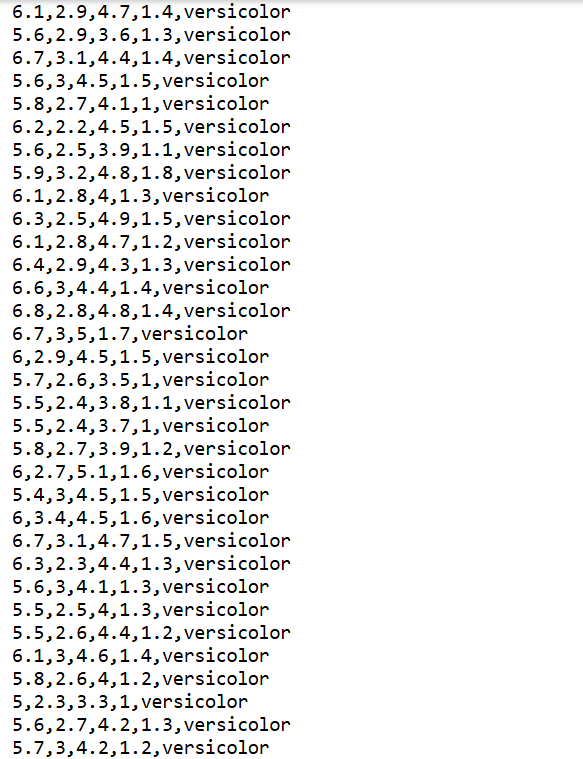 6.1,2.9,4.7,1.4,versicolor
5.6,2.9,3.6,1.3,versicolor
6.7,3.1,4.4,1.4,versicolor
5.6,3,4.5,1.5,versicolor
5.8,2.7,4.1,1,versicolor
6.2,2.2,4.5,1.5,versicolor
5.6,2.5,3.9,1.1,versicolor
5.9,3.2,4.8,1.8,versicolor
6.1,2.8,4,1.3,versicolor
6.3,2.5,4.9,1.5,versicolor
6.1,2.8,4.7,1.2,versicolor
6.4,2.9,4.3,1.3,versicolor
6.6,3,4.4,1.4,versicolor
6.8,2.8,4.8,1.4,versicolor
6.7,3,5,1.7,versicolor
6,2.9,4.5,1.5,versicolor
5.7,2.6,3.5,1,versicolor
5.5,2.4,3.8,1.1,versicolor
5.5,2.4,3.7,1,versicolor
5.8,2.7,3.9,1.2,versicolor
6,2.7,5.1,1.6,versicolor
5.4,3,4.5,1.5,versicolor
6,3.4,4.5,1.6,versicolor
6.7,3.1,4.7,1.5,versicolor
6.3,2.3,4.4,1.3,versicolor
5.6,3,4.1,1.3,versicolor
5.5,2.5,4,1.3,versicolor
5.5,2.6,4.4,1.2,versicolor
6.1,3,4.6,1.4,versicolor
5.8,2.6,4,1.2,versicolor
5,2.3,3.3,1,versicolor
5.6,2.7,4.2,1.3,versicolor
5.7,3,4.2,1.2,versicolor